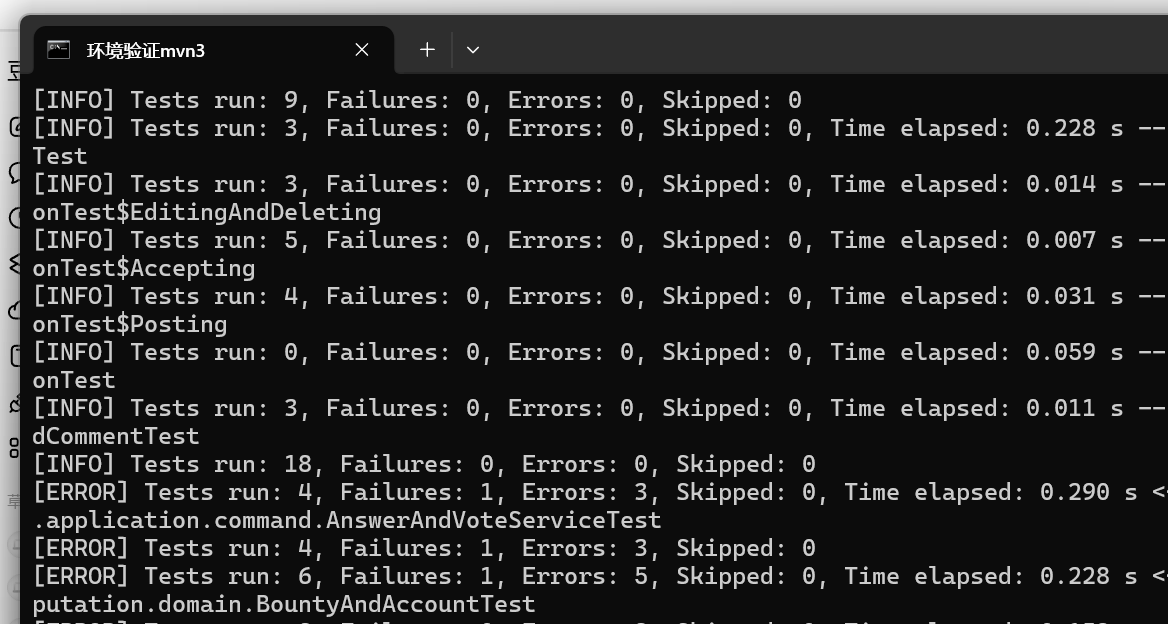 环境验证mvn3
[INFO] Tests run: 9, Failures: 0, Errors: 0, Skipped: 0
[INFO] Tests run: 3, Failures: 0, Errors: 0, Skipped: 0, Time elapsed: 0.228 s --
Test
[INFO] Tests run: 3, Failures: 0, Errors: 0, Skipped: 0, Time elapsed: 0.014 s --
onTest$EditingAndDeleting
[INFO] Tests run: 5, Failures: 0, Errors: 0, Skipped: 0, Time elapsed: 0.007 s --
onTest$Accepting
[INFO] Tests run: 4, Failures: 0, Errors: 0, Skipped: 0, Time elapsed: 0.031 s --
onTest$Posting
[INFO] Tests run: 0, Failures: 0, Errors: 0, Skipped: 0, Time elapsed: 0.059 s --
onTest
[INFO] Tests run: 3, Failures: 0, Errors: 0, Skipped: 0, Time elapsed: 0.011 s --
dCommentTest
[INFO] Tests run: 18, Failures: 0, Errors: 0, Skipped: 0
[ERROR] Tests run: 4, Failures: 1, Errors: 3, Skipped: 0, Time elapsed: 0.290 s <
.application.command.AnswerAndVoteServiceTest
[ERROR] Tests run: 4, Failures: 1, Errors: 3, Skipped: 0
[ERROR] Tests run: 6, Failures: 1, Errors: 5, Skipped: 0, Time elapsed: 0.228 s <
putation.domain.BountyAndAccountTest